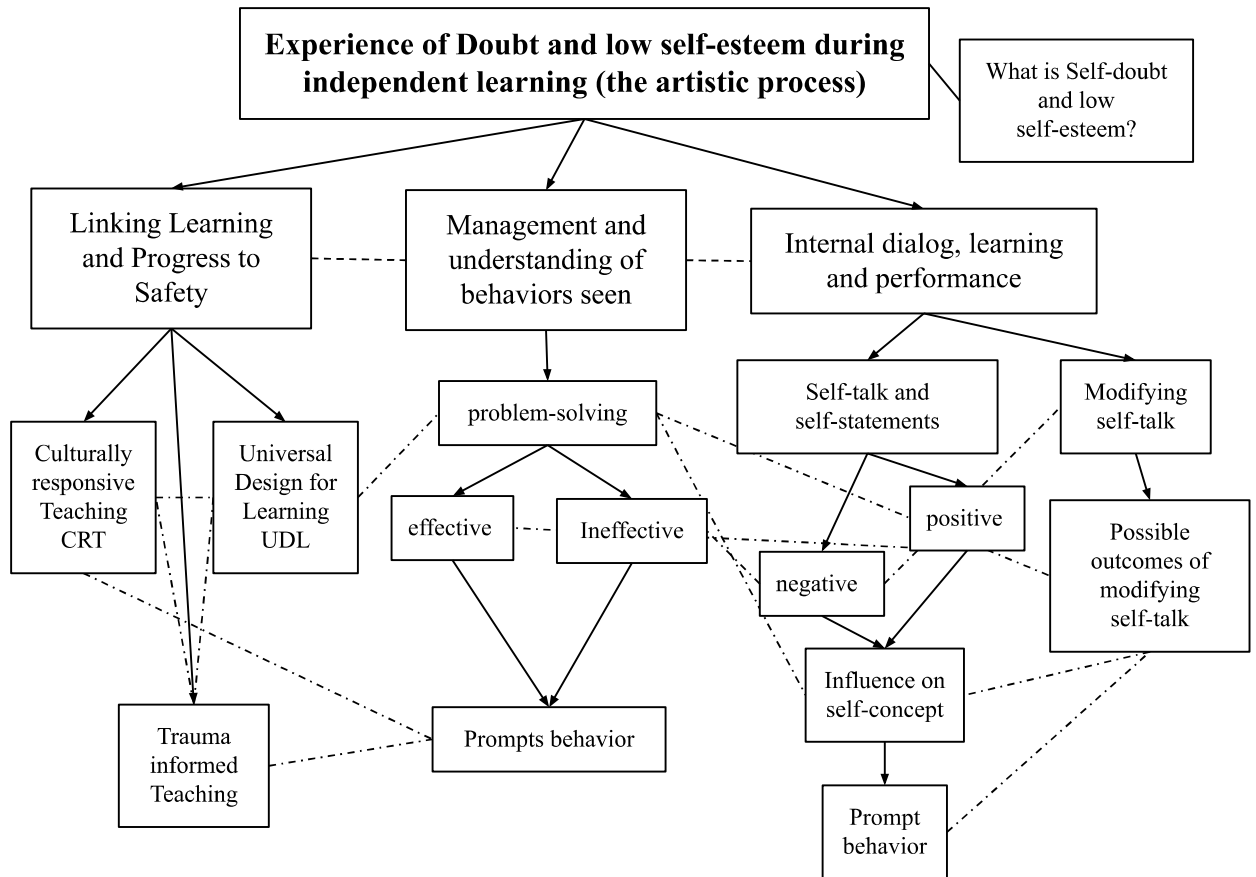 Experience of Doubt and low self-esteem during
independent learning (the artistic process)
What is Self-doubt
and low
self-esteem?
Linking Learning
and Progress to
Safety
Management and
understanding of
behaviors seen
Internal dialog, learning
and performance
Culturally
responsive
Teaching
CRT
Universal
Design for
Learning
UDL
problem-solving
Self-talk and
self-statements
Modifying
self-talk
effective
Ineffective
positive
negative
Possible
outcomes of
modifying
self-talk
Trauma
informed
Teaching
Prompts behavior
Influence on
self-concept
Prompt
behavior